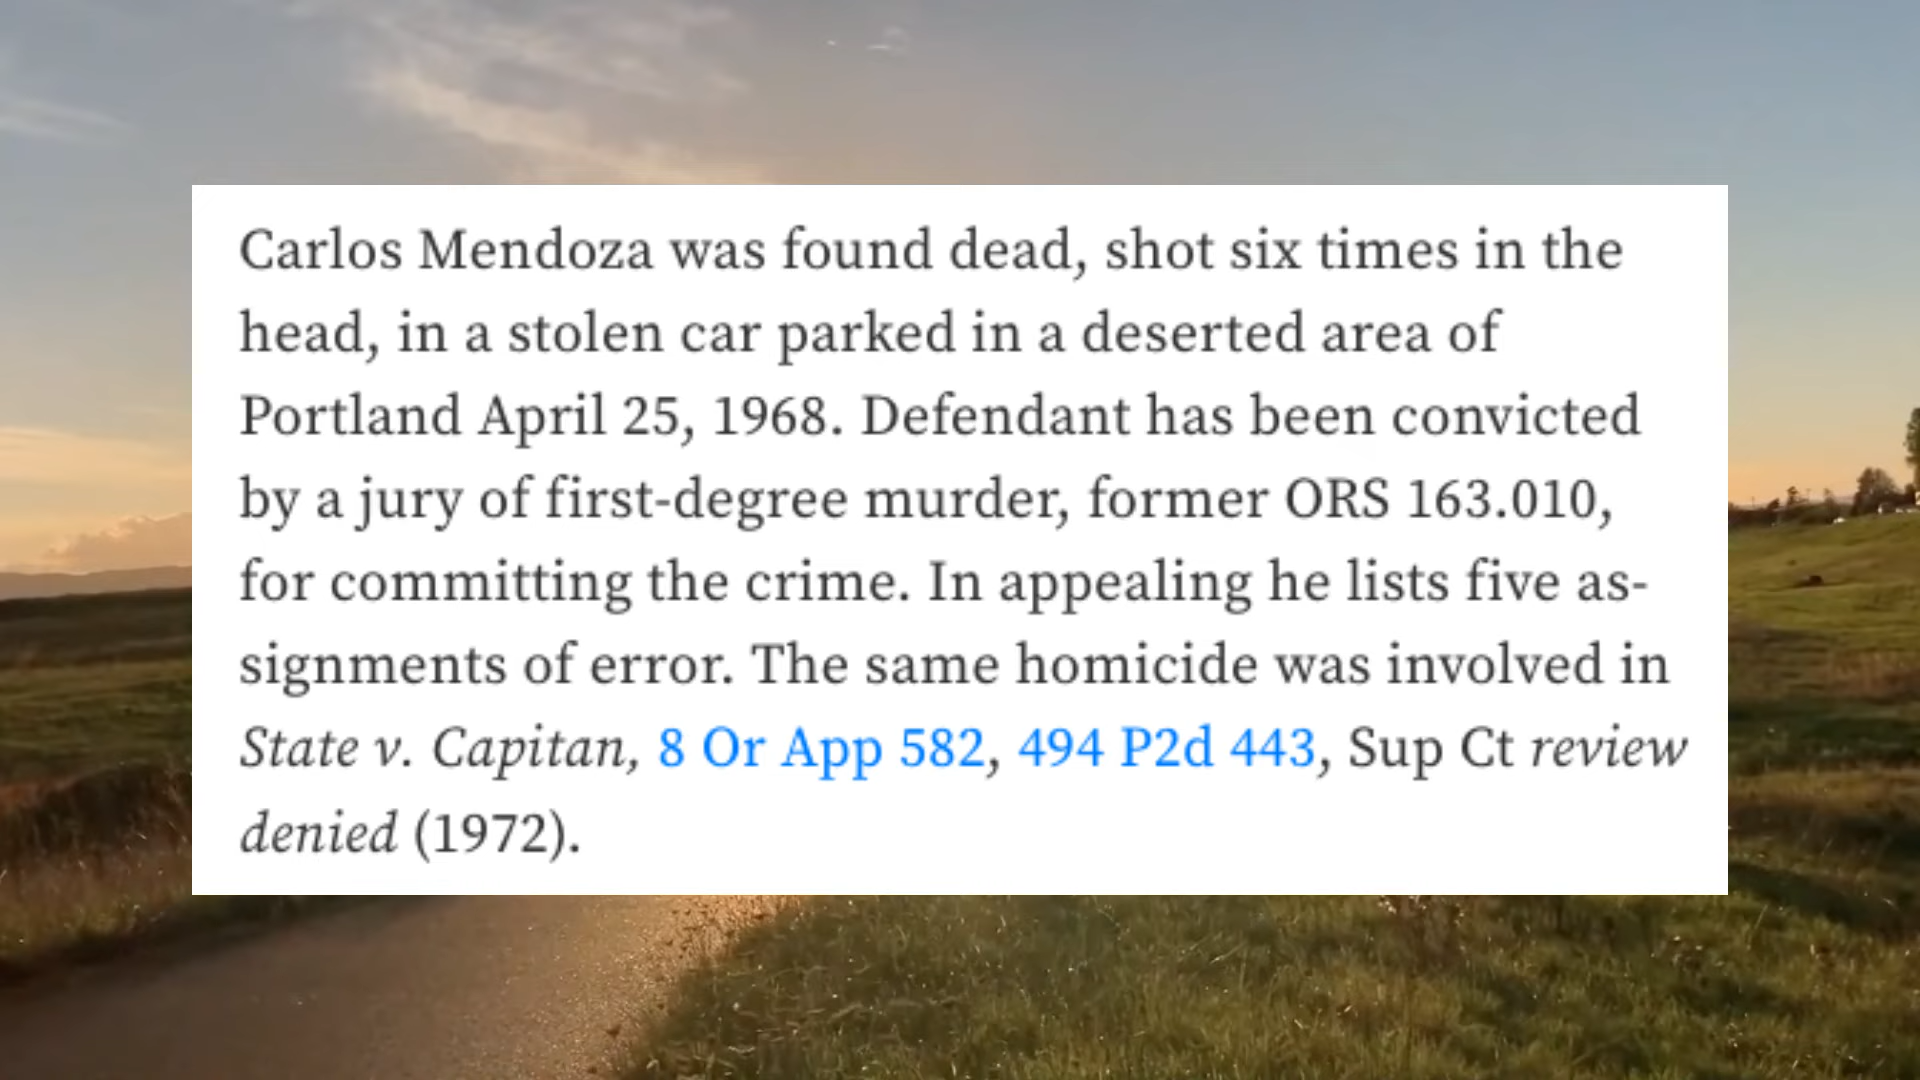 Carlos Mendoza was found dead, shot six times in the
head, in a stolen car parked in a deserted area of
Portland April 25, 1968. Defendant has been convicted
by a jury of first-degree murder, former ORS 163.010,
for committing the crime. In appealing he lists five as-
signments of error. The same homicide was involved in
State v. Capitan, 8 Or App 582, 494 P2d 443, Sup Ct review
denied (1972).